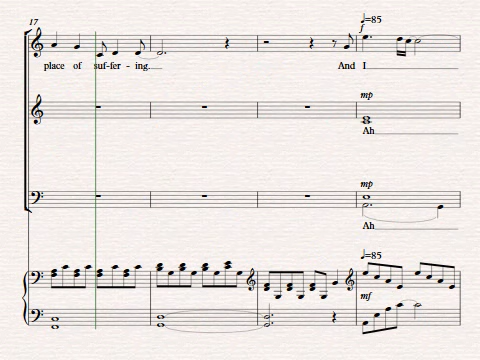 17
♩=85
f
place of suf-fer - ing. And I
mp
Ah
mp
Ah
♩=85
mf